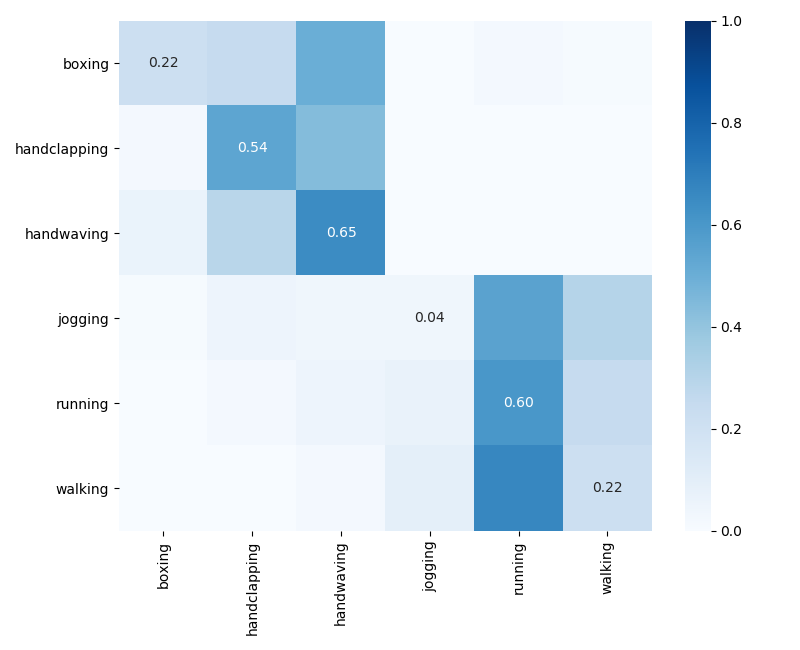 boxing
0.22
handclapping
0.54
handwaving
0.65
jogging
0.04
running
0.60
walking
0.22
boxing
handclapping
handwaving
jogging
running
walking
1.0
0.8
0.6
0.4
0.2
0.0